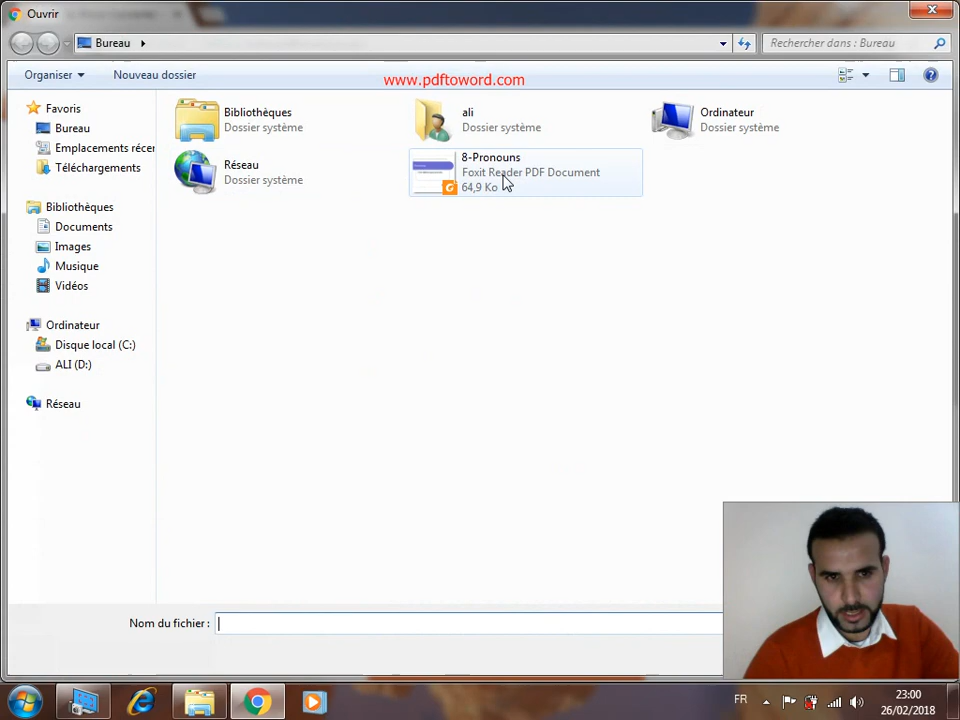 Ouvrir
Bureau
Rechercher dans : Bureau
Organiser
Nouveau dossier
www.pdftoword.com
Favoris
Bureau
Emplacements récer
Téléchargements
Bibliothèques
Documents
Images
Musique
Vidéos
Ordinateur
Disque local (C:)
ALI (D:)
Réseau
Bibliothèques
Dossier système
ali
Dossier système
Ordinateur
Dossier système
Réseau
Dossier système
8-Pronouns
Foxit Reader PDF Document
64,9 Ko
Nom du fichier :
FR
23:00
26/02/2018